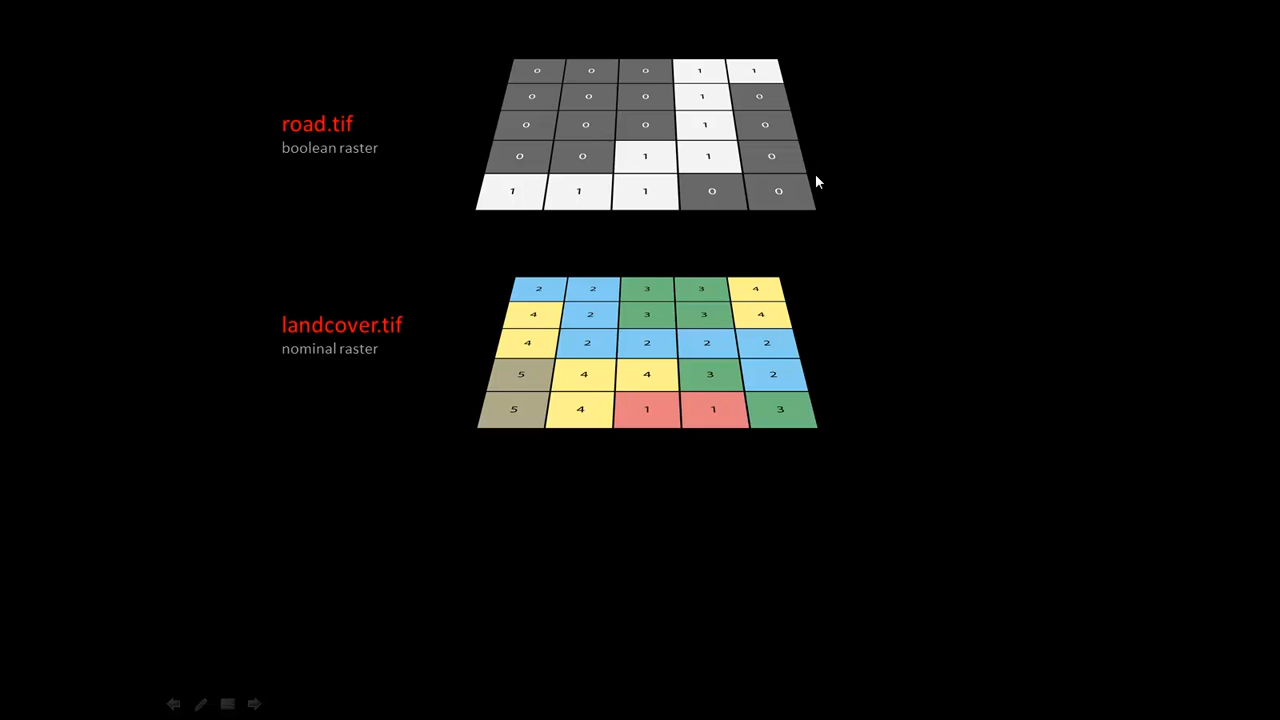 0 0 0 1 1
0 0 0 1 0
road.tif
0 0 0 1 0
boolean raster
0 0 1 1 0
1 1 1 0 0
2 2 3 3 4
4 2 3 3 4
landcover.tif
4 2 2 2 2
nominal raster
5 4 4 3 2
5 4 1 1 3